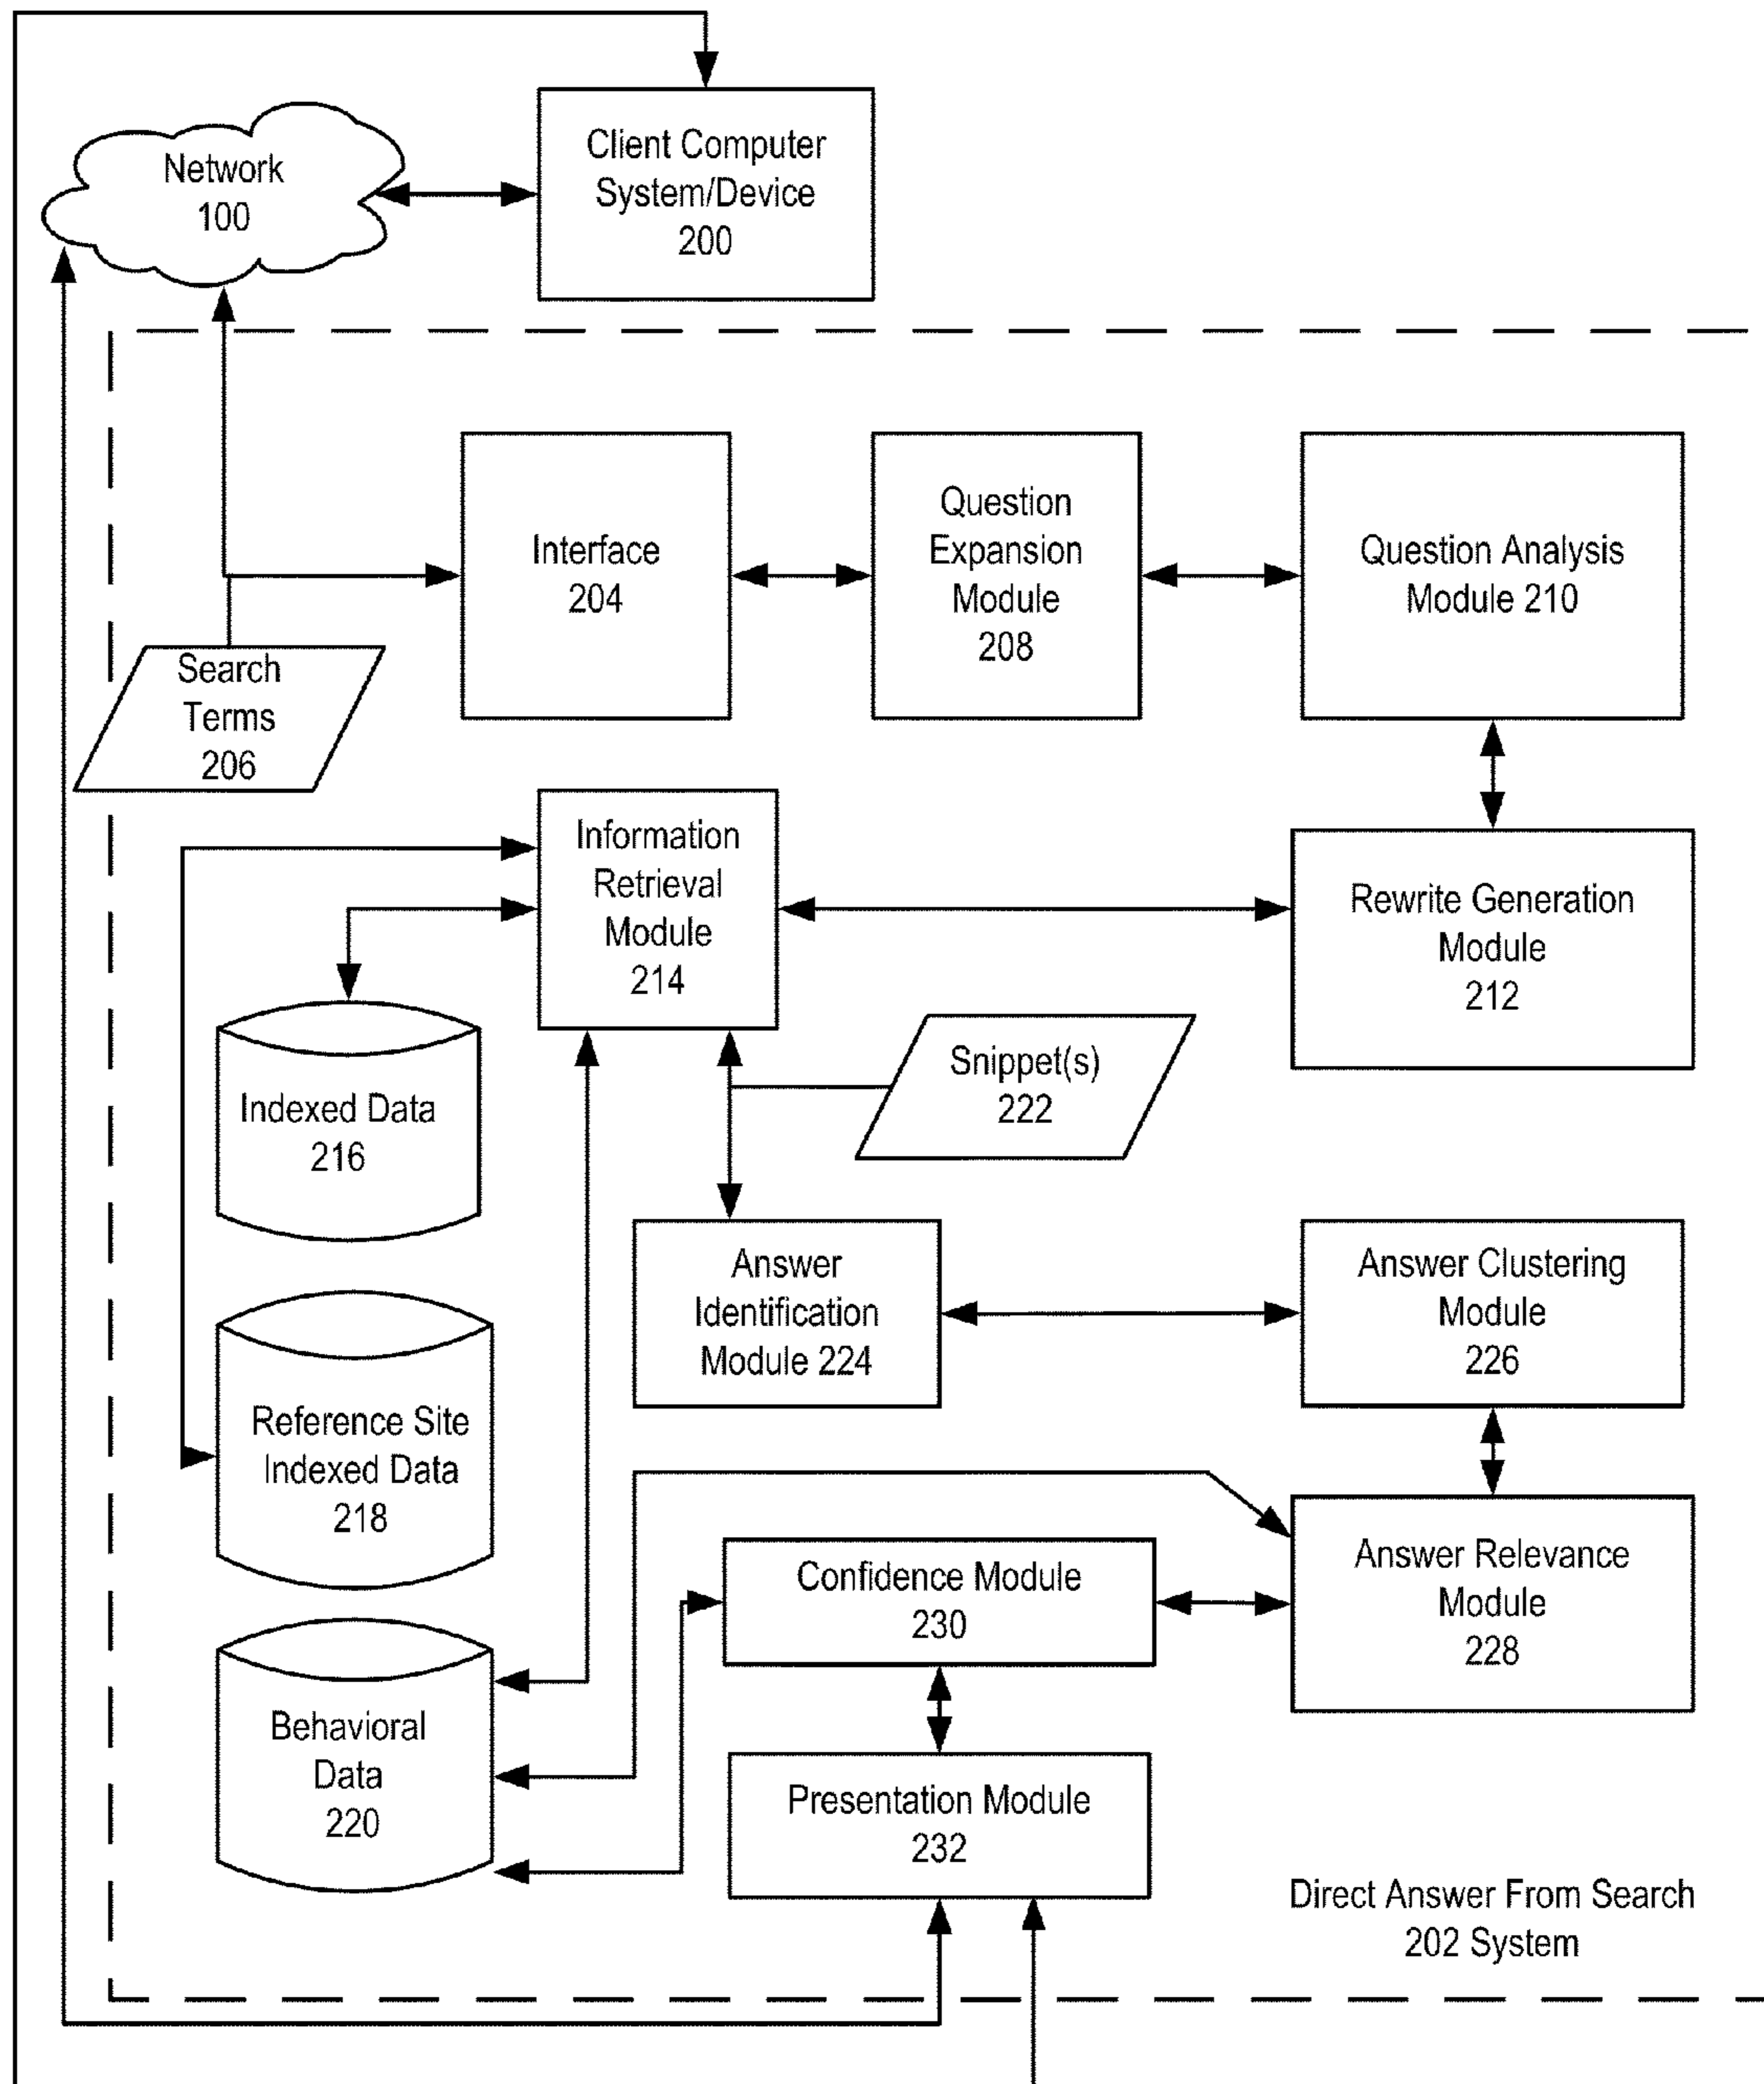 Network
100
Client Computer
System/Device
200
Interface
204
Question
Expansion
Module
208
Question Analysis
Module 210
Search
Terms
206
Information
Retrieval
Module
214
Rewrite Generation
Module
212
Indexed Data
216
Snippet(s)
222
Answer
Identification
Module 224
Answer Clustering
Module
226
Reference Site
Indexed Data
218
Confidence Module
230
Answer Relevance
Module
228
Behavioral
Data
220
Presentation Module
232
Direct Answer From Search
202 System